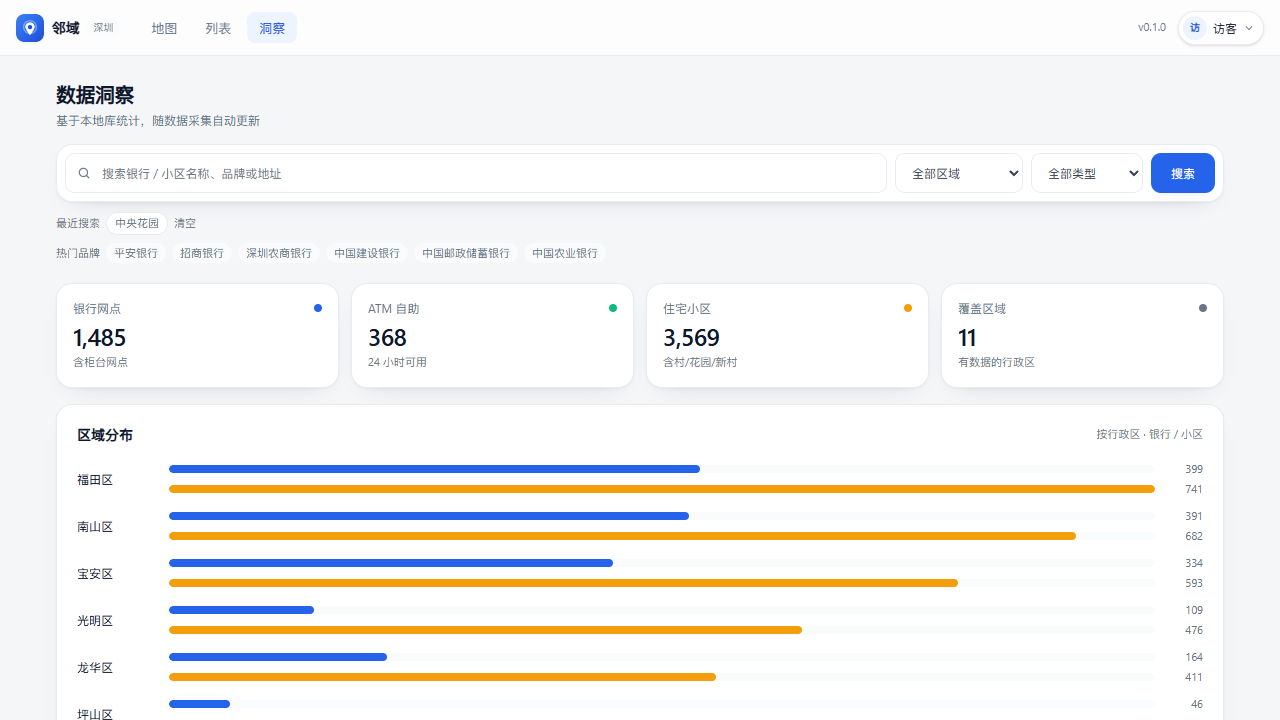 邻域 深圳 地图 列表 洞察 v0.1.0 访 访客
数据洞察
基于本地库统计，随数据采集自动更新
搜索银行 / 小区名称、品牌或地址 全部区域 全部类型 搜索
最近搜索 中央花园 清空
热门品牌 平安银行 招商银行 深圳农商银行 中国建设银行 中国邮政储蓄银行 中国农业银行
银行网点
1,485
含柜台网点
ATM 自助
368
24 小时可用
住宅小区
3,569
含村/花园/新村
覆盖区域
11
有数据的行政区
区域分布 按行政区 · 银行 / 小区
福田区 399
741
南山区 391
682
宝安区 334
593
光明区 109
476
龙华区 164
411
坪山区 46